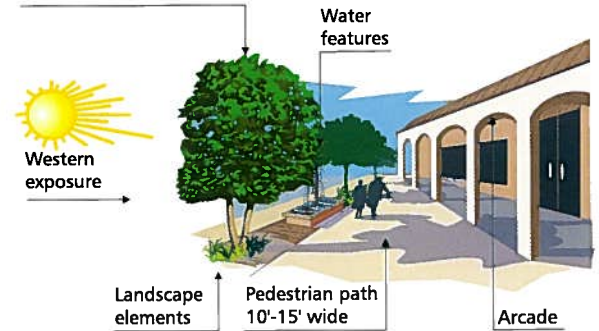 Water
features
Western
exposure
Landscape
elements
Pedestrian path
10'-15' wide
Arcade